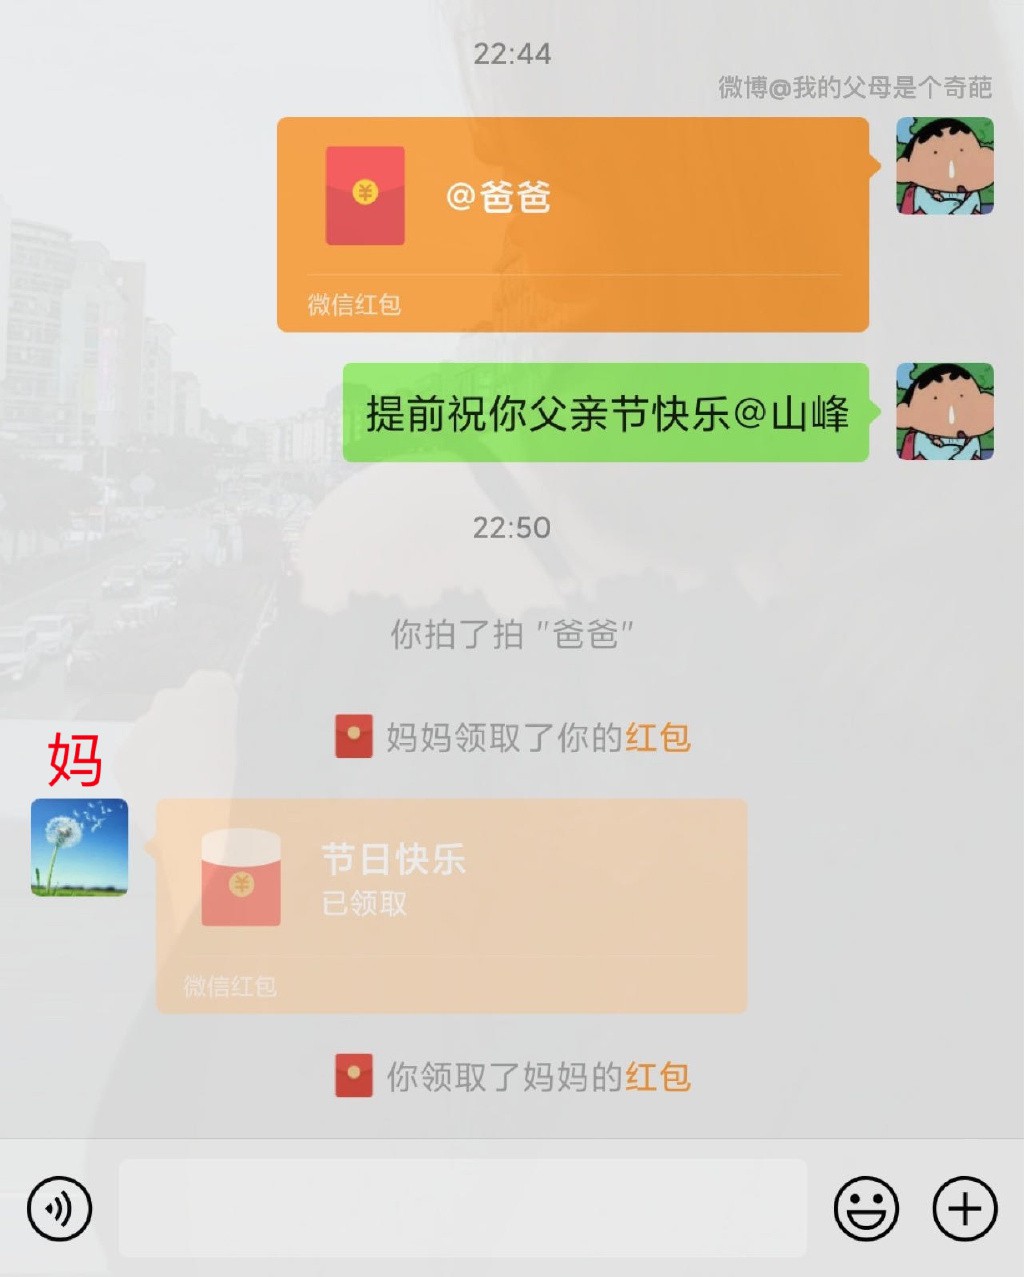 22:44
微博@我的父母是个奇葩
¥
@爸爸
微信红包
提前祝你父亲节快乐@山峰
22:50
你拍了拍 "爸爸"
妈妈领取了你的红包
妈
¥
节日快乐
已领取
微信红包
你领取了妈妈的红包